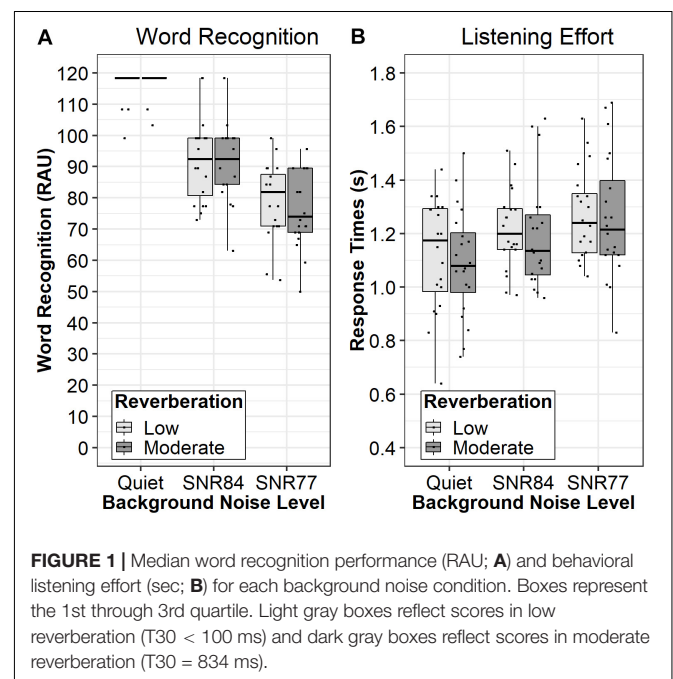 A Word Recognition
120
110
100
90
80
70
60
50
40
30
20
10
0
Word Recognition (RAU)
Reverberation
Low
Moderate
Quiet SNR84 SNR77
Background Noise Level
B Listening Effort
1.8
1.6
1.4
1.2
1.0
0.8
0.6
0.4
Response Times (s)
Reverberation
Low
Moderate
Quiet SNR84 SNR77
Background Noise Level
FIGURE 1 | Median word recognition performance (RAU; A) and behavioral
listening effort (sec; B) for each background noise condition. Boxes represent
the 1st through 3rd quartile. Light gray boxes reflect scores in low
reverberation (T30 < 100 ms) and dark gray boxes reflect scores in moderate
reverberation (T30 = 834 ms).